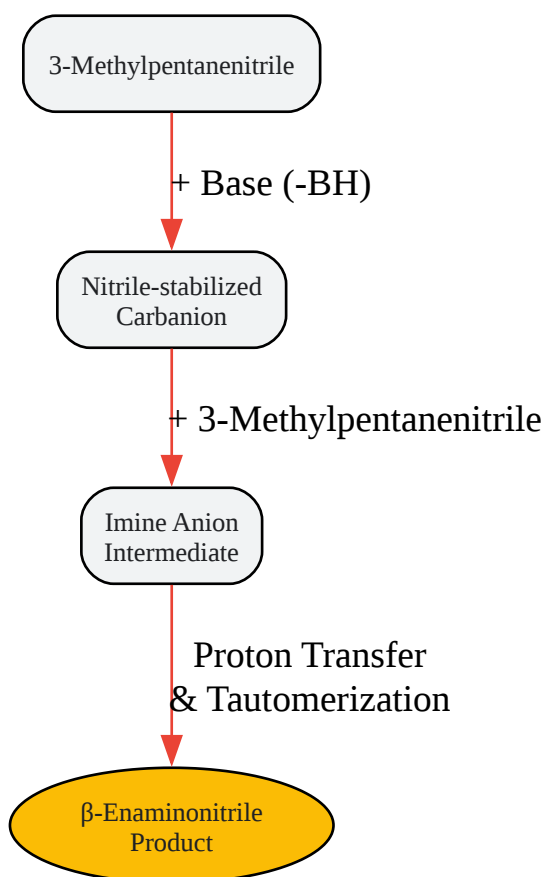 3-Methylpentanenitrile
+ Base (-BH)
Nitrile-stabilized
Carbanion
+ 3-Methylpentanenitrile
Imine Anion
Intermediate
Proton Transfer
& Tautomerization
β-Enaminonitrile
Product